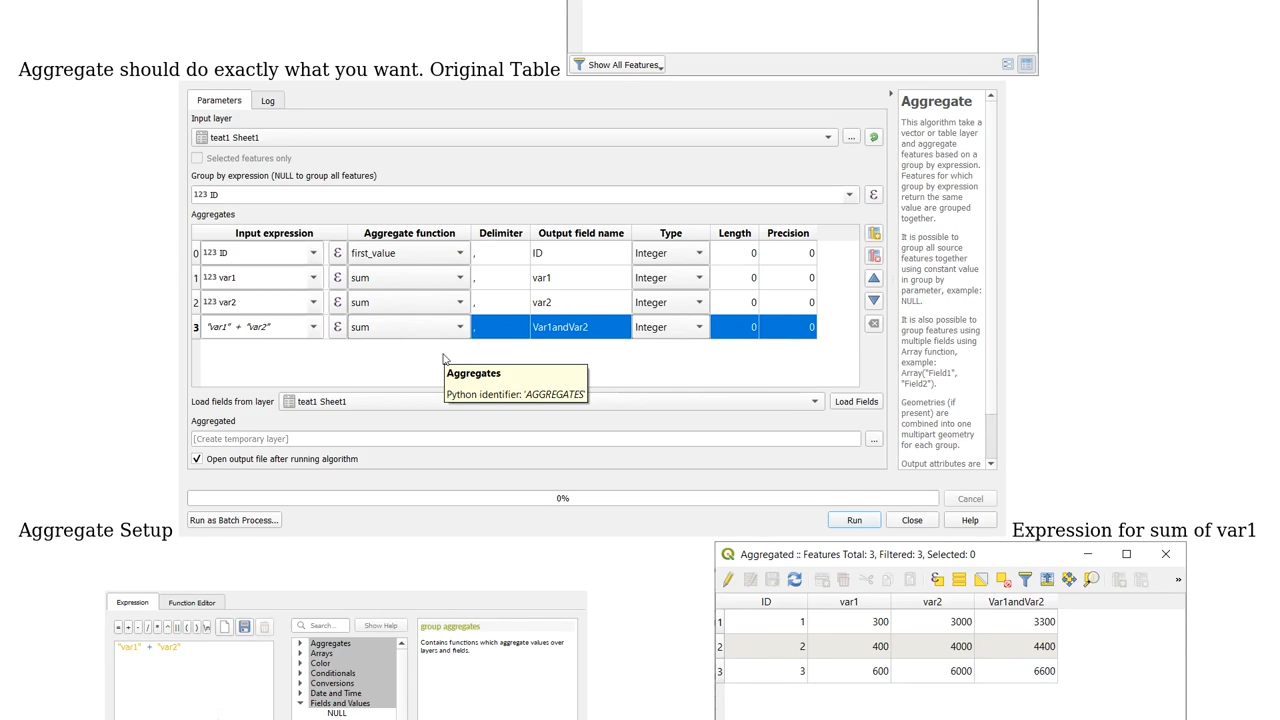 Show All Features
Aggregate should do exactly what you want. Original Table
Parameters
Log
Input layer
teat1 Sheet1
...
Selected features only
Group by expression (NULL to group all features)
123 ID
ε
Aggregates
Input expression Aggregate function Delimiter Output field name Type Length Precision
0 123 ID ε first_value , ID Integer 0 0
1 123 var1 ε sum , var1 Integer 0 0
2 123 var2 ε sum , var2 Integer 0 0
3 "var1" + "var2" ε sum , Var1andVar2 Integer 0 0
Aggregates
Python identifier: 'AGGREGATES'
Load fields from layer teat1 Sheet1 Load Fields
Aggregated
[Create temporary layer]
...
Open output file after running algorithm
0%
Cancel
Run as Batch Process...
Run
Close
Help
Aggregate
This algorithm take a
vector or table layer
and aggregate
features based on a
group by expression.
Features for which
group by expression
return the same
value are grouped
together.
It is possible to
group all source
features together
using constant value
in group by
parameter, example:
NULL.
It is also possible to
group features using
multiple fields using
Array function,
example:
Array("Field1",
"Field2").
Geometries (if
present) are
combined into one
multipart geometry
for each group.
Output attributes are
Aggregate Setup
Expression for sum of var1
Expression
Function Editor
= + - / * ^ || ( ) \n
"var1" + "var2"
Search...
Show Help
Aggregates
Arrays
Color
Conditionals
Conversions
Date and Time
Fields and Values
NULL
group aggregates
Contains functions which aggregate values over
layers and fields.
Aggregated :: Features Total: 3, Filtered: 3, Selected: 0
»
ID var1 var2 Var1andVar2
1 1 300 3000 3300
2 2 400 4000 4400
3 3 600 6000 6600